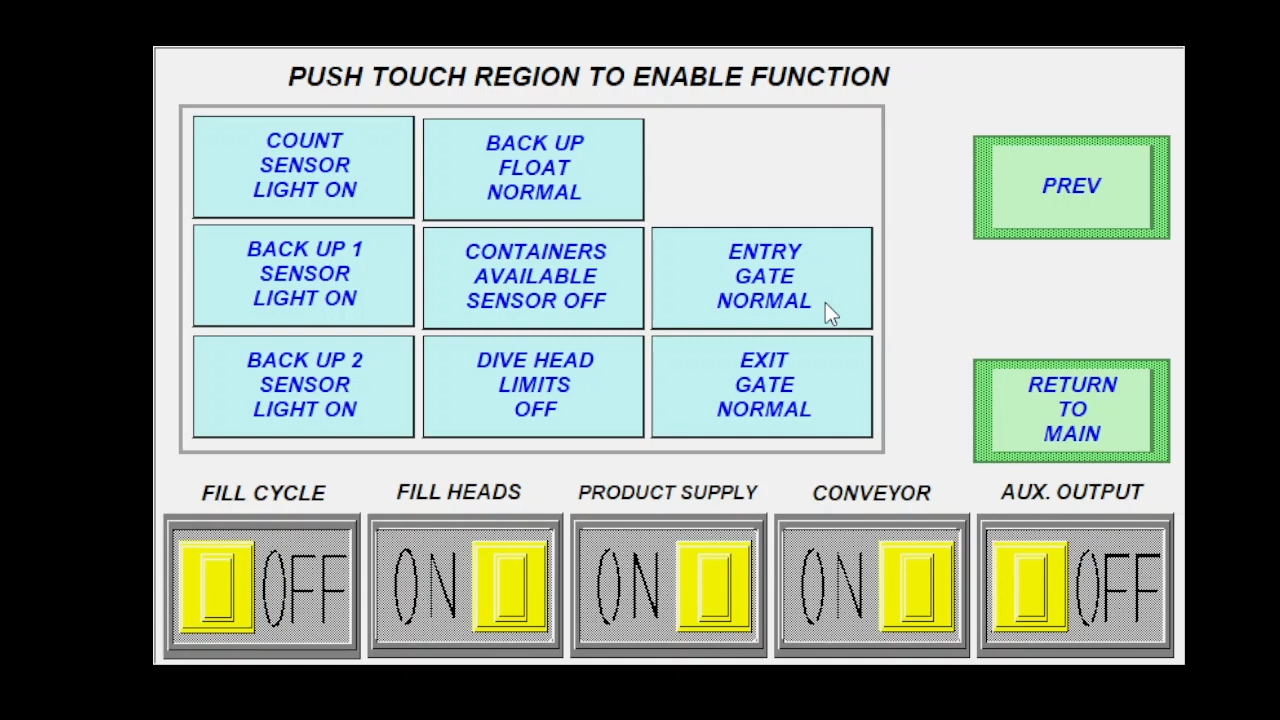 PUSH TOUCH REGION TO ENABLE FUNCTION
COUNT
SENSOR
LIGHT ON
BACK UP
FLOAT
NORMAL
PREV
BACK UP 1
SENSOR
LIGHT ON
CONTAINERS
AVAILABLE
SENSOR OFF
ENTRY
GATE
NORMAL
BACK UP 2
SENSOR
LIGHT ON
DIVE HEAD
LIMITS
OFF
EXIT
GATE
NORMAL
RETURN
TO
MAIN
FILL CYCLE
FILL HEADS
PRODUCT SUPPLY
CONVEYOR
AUX. OUTPUT
OFF
ON
ON
ON
OFF